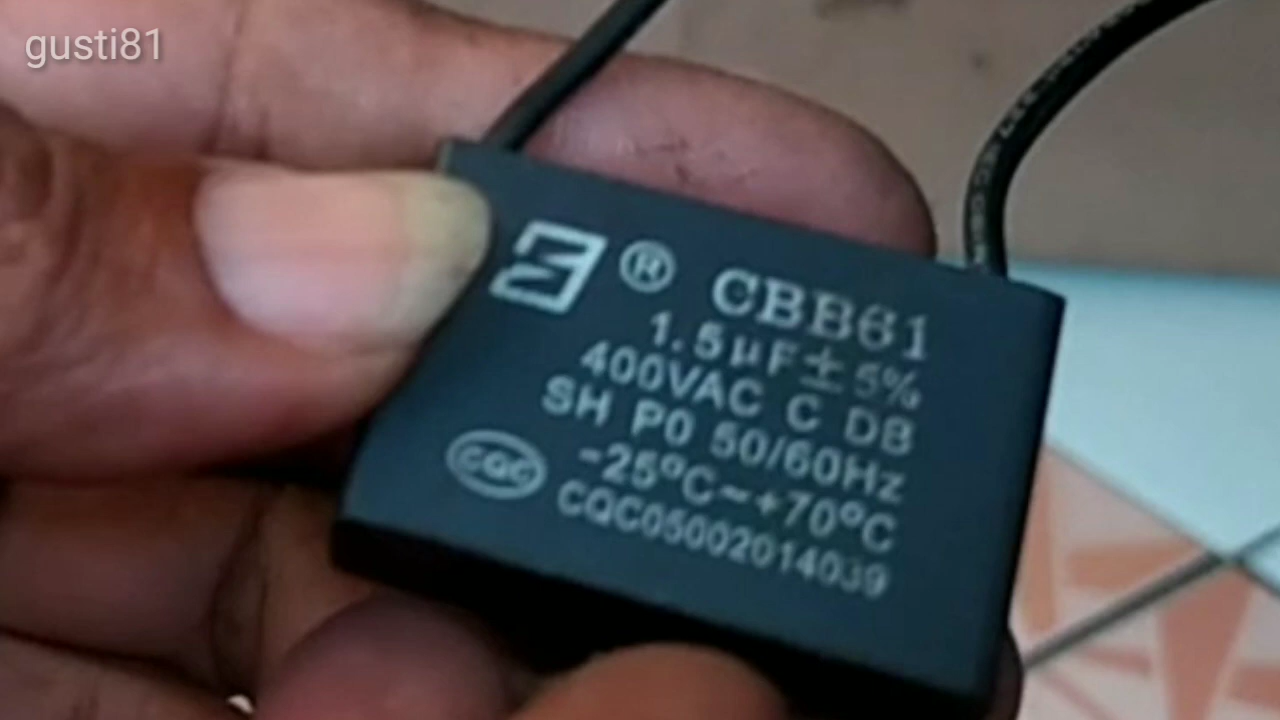 gusti81
® CBB61
1.5μF±5%
400VAC C DB
SH P0 50/60Hz
-25°C~+70°C
CQC
CQC05002014039